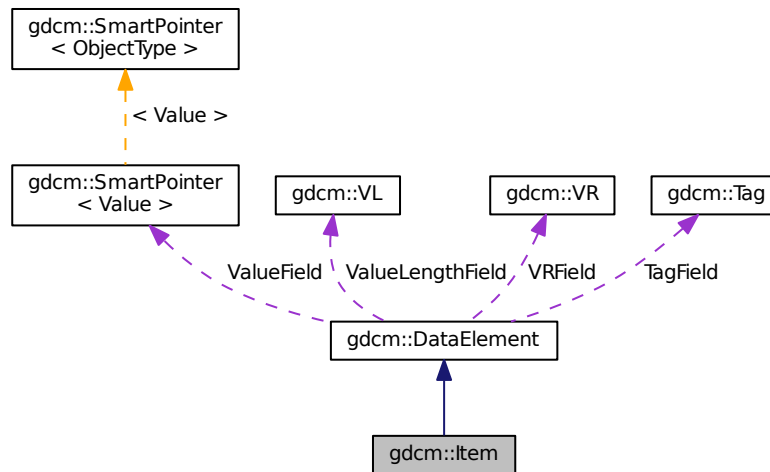 gdcm::SmartPointer
< ObjectType >
< Value >
gdcm::SmartPointer
< Value >
gdcm::VL
gdcm::VR
gdcm::Tag
ValueField
ValueLengthField
VRField
TagField
gdcm::DataElement
gdcm::Item